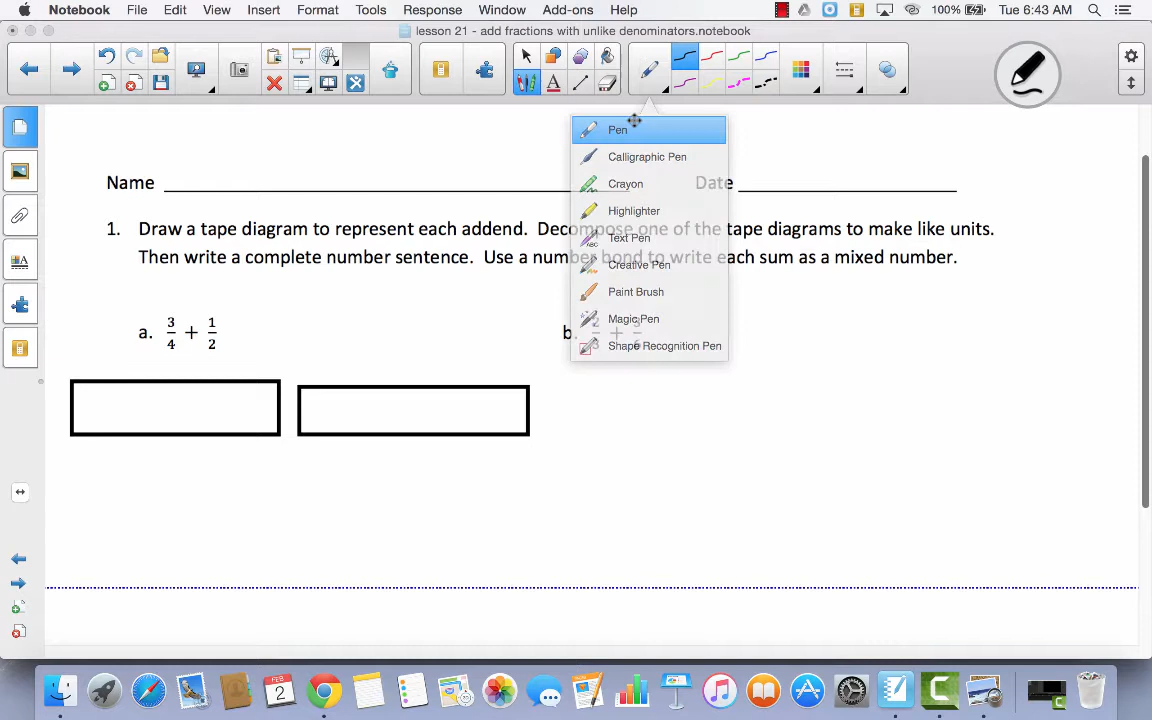 Notebook File Edit View Insert Format Tools Response Window Add-ons Help 100% Tue 6:43 AM
lesson 21 - add fractions with unlike denominators.notebook
Pen
Calligraphic Pen
Crayon
Highlighter
Text Pen
Creative Pen
Paint Brush
Magic Pen
Shape Recognition Pen
Name Date
1. Draw a tape diagram to represent each addend. Decompose one of the tape diagrams to make like units.
Then write a complete number sentence. Use a number bond to write each sum as a mixed number.
a. 3/4 + 1/2
b. 2/3 +
FEB
2